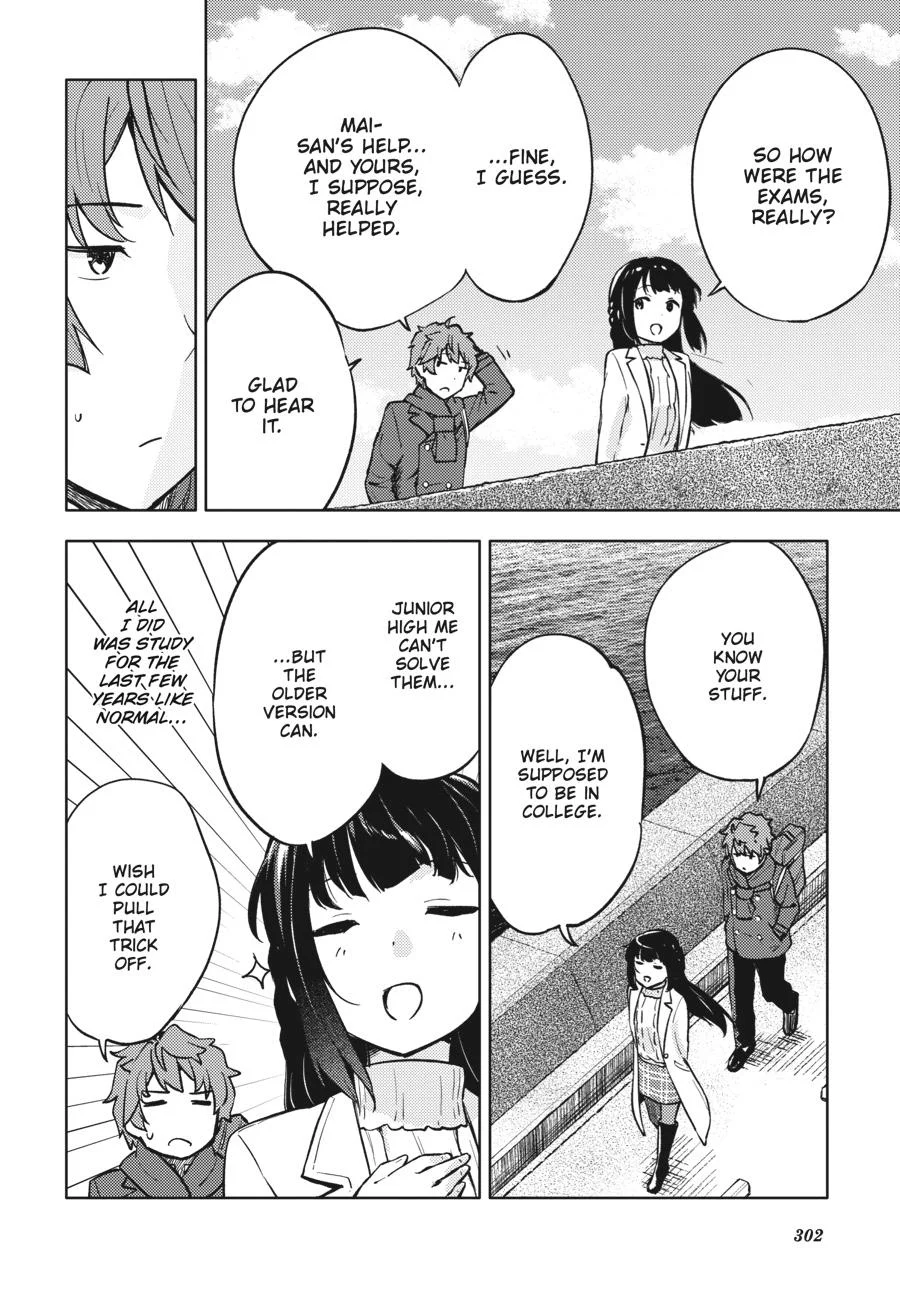 SO HOW
WERE THE
EXAMS,
REALLY?
...FINE,
I GUESS.
MAI-
SAN'S HELP...
AND YOURS,
I SUPPOSE,
REALLY
HELPED.
GLAD
TO HEAR
IT.
YOU
KNOW
YOUR
STUFF.
WELL, I'M
SUPPOSED
TO BE IN
COLLEGE.
JUNIOR
HIGH ME
CAN'T
SOLVE
THEM...
...BUT
THE
OLDER
VERSION
CAN.
ALL
I DID
WAS STUDY
FOR THE
LAST FEW
YEARS LIKE
NORMAL...
WISH
I COULD
PULL
THAT
TRICK
OFF.
302